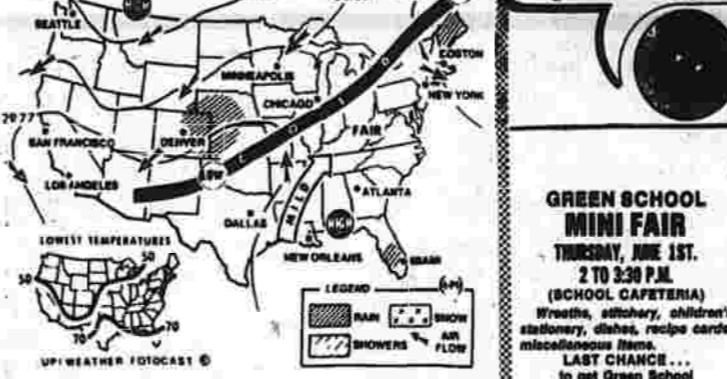 SEATTLE
MINNEAPOLIS
BOSTON
NEW YORK
CHICAGO
29.77
SAN FRANCISCO
DENVER
FAIR
LOW
COLD
LOS ANGELES
ATLANTA
DALLAS
MILD
NEW ORLEANS
MIAMI
LOWEST TEMPERATURES
50
50
70
70
LEGEND
RAIN
SNOW
SHOWERS
AIR
FLOW
UPI WEATHER FOTOCAST ©
GREEN SCHOOL
MINI FAIR
THURSDAY, JUNE 1ST.
2 TO 3:30 P.M.
(SCHOOL CAFETERIA)
Wreaths, stitchery, children's
stationery, dishes, recipe cards
miscellaneous items.
LAST CHANCE...
to get Green School